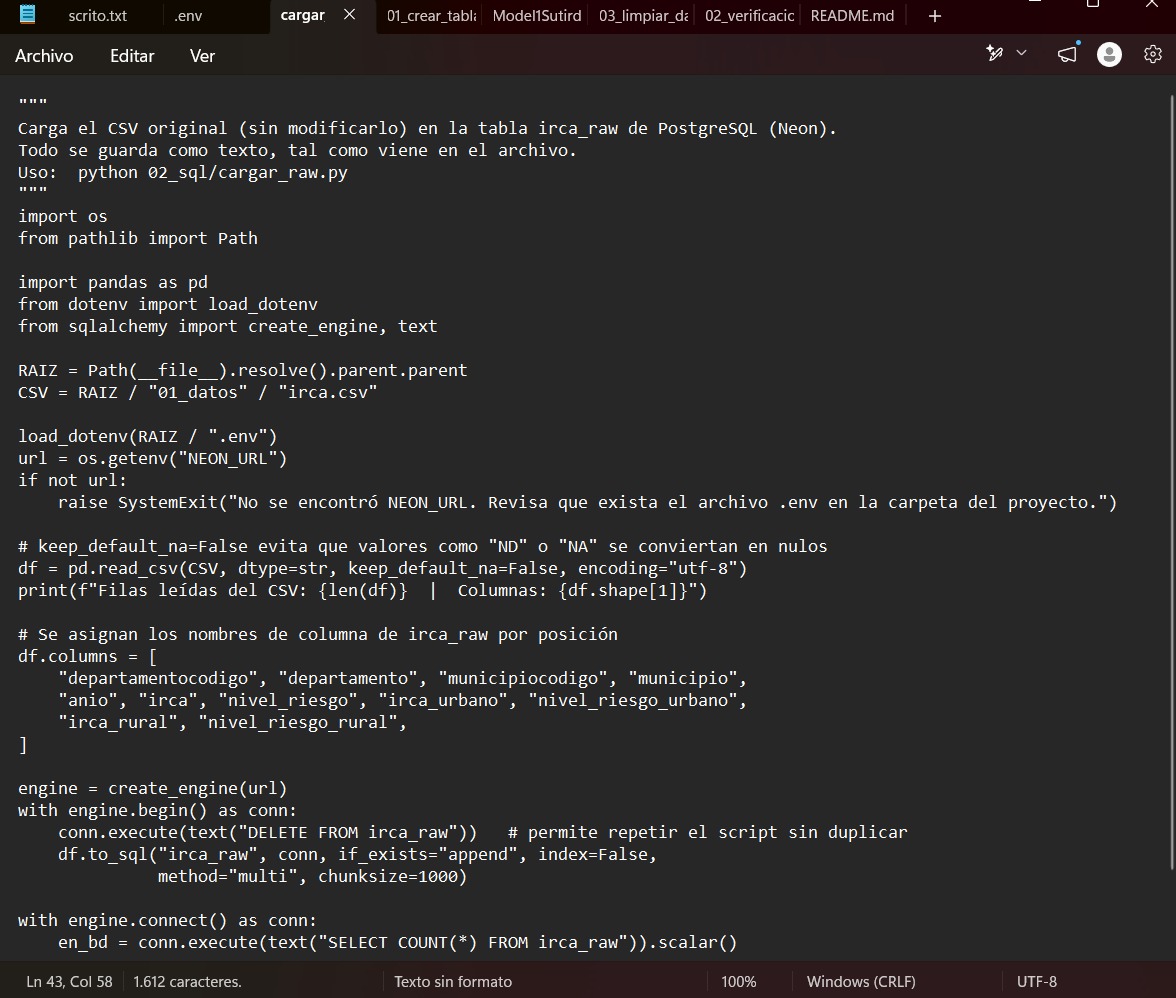 scrito.txt .env cargar 01_crear_tabla Model1Sutird 03_limpiar_da 02_verificacic README.md
Archivo Editar Ver
"""
Carga el CSV original (sin modificarlo) en la tabla irca_raw de PostgreSQL (Neon).
Todo se guarda como texto, tal como viene en el archivo.
Uso:  python 02_sql/cargar_raw.py
"""
import os
from pathlib import Path

import pandas as pd
from dotenv import load_dotenv
from sqlalchemy import create_engine, text

RAIZ = Path(__file__).resolve().parent.parent
CSV = RAIZ / "01_datos" / "irca.csv"

load_dotenv(RAIZ / ".env")
url = os.getenv("NEON_URL")
if not url:
    raise SystemExit("No se encontró NEON_URL. Revisa que exista el archivo .env en la carpeta del proyecto.")

# keep_default_na=False evita que valores como "ND" o "NA" se conviertan en nulos
df = pd.read_csv(CSV, dtype=str, keep_default_na=False, encoding="utf-8")
print(f"Filas leídas del CSV: {len(df)}  |  Columnas: {df.shape[1]}")

# Se asignan los nombres de columna de irca_raw por posición
df.columns = [
    "departamentocodigo", "departamento", "municipiocodigo", "municipio",
    "anio", "irca", "nivel_riesgo", "irca_urbano", "nivel_riesgo_urbano",
    "irca_rural", "nivel_riesgo_rural",
]

engine = create_engine(url)
with engine.begin() as conn:
    conn.execute(text("DELETE FROM irca_raw"))   # permite repetir el script sin duplicar
    df.to_sql("irca_raw", conn, if_exists="append", index=False,
              method="multi", chunksize=1000)

with engine.connect() as conn:
    en_bd = conn.execute(text("SELECT COUNT(*) FROM irca_raw")).scalar()
Ln 43, Col 58 1.612 caracteres. Texto sin formato 100% Windows (CRLF) UTF-8